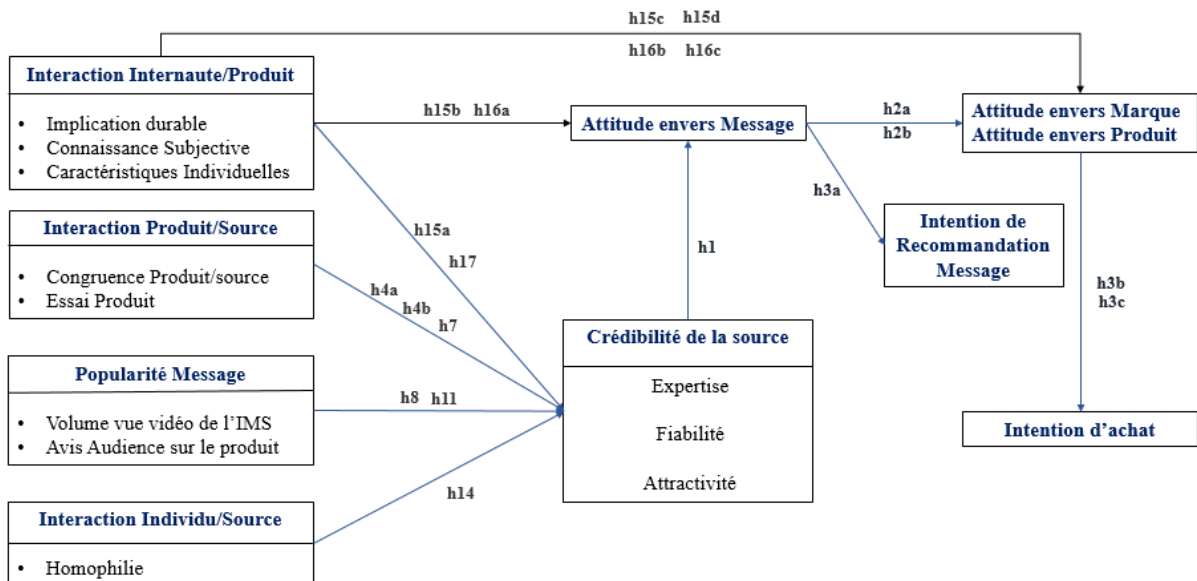 h15c h15d
h16b h16c
Interaction Internaute/Produit
• Implication durable
• Connaissance Subjective
• Caractéristiques Individuelles
h15b h16a
Attitude envers Message
h2a
h2b
Attitude envers Marque
Attitude envers Produit
h3a
Intention de
Recommandation
Message
h15a
h17
Interaction Produit/Source
• Congruence Produit/source
• Essai Produit
h4a
h4b
h7
h1
h3b
h3c
Crédibilité de la source
Expertise
Fiabilité
Attractivité
Popularité Message
• Volume vue vidéo de l’IMS
• Avis Audience sur le produit
h8 h11
Intention d’achat
h14
Interaction Individu/Source
• Homophilie